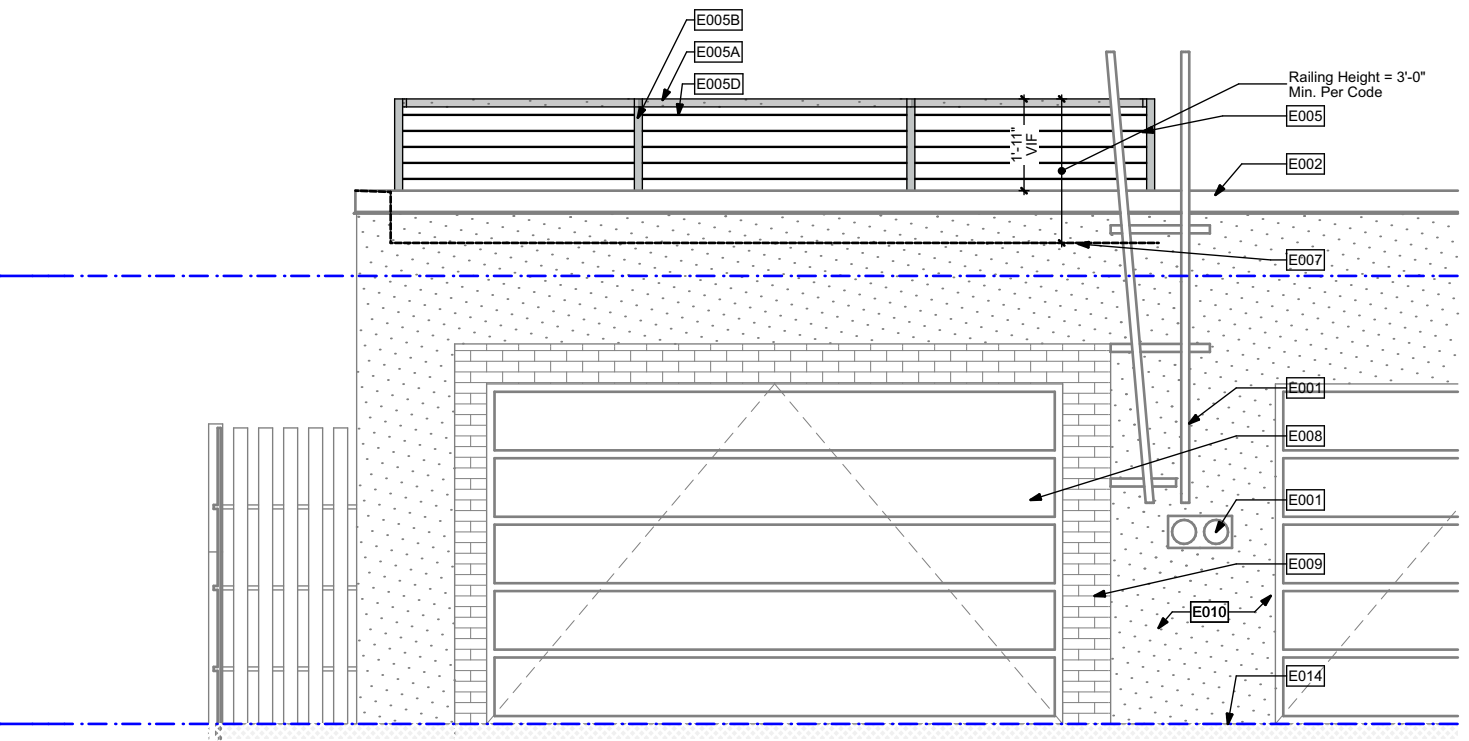 E005B
E005A
E005D
Railing Height = 3'-0"
Min. Per Code
E005
1'-11"
VIF
E002
E007
E001
E008
E001
E009
E010
E014